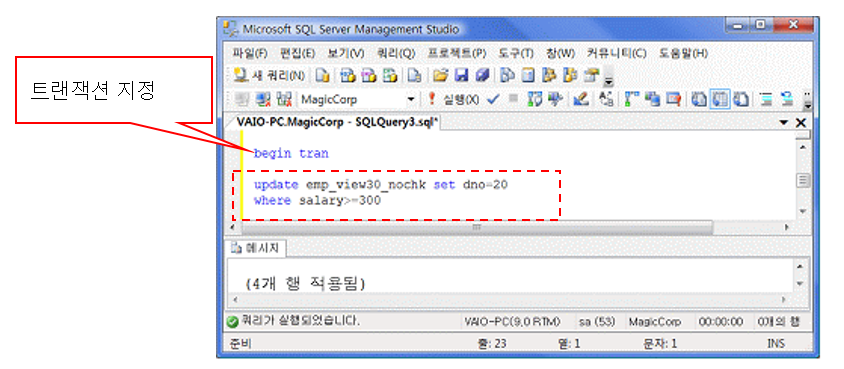 Microsoft SQL Server Management Studio
파일(F) 편집(E) 보기(V) 쿼리(Q) 프로젝트(P) 도구(T) 창(W) 커뮤니티(C) 도움말(H)
새 쿼리(N)
트랜잭션 지정
MagicCorp 실행(X)
VAIO-PC.MagicCorp - SQLQuery3.sql*
begin tran
update emp_view30_nochk set dno=20
where salary>=300
메시지
(4개 행 적용됨)
쿼리가 실행되었습니다. VAIO-PC(9,0 RTM) sa (53) MagicCorp 00:00:00 0개의 행
준비 줄: 23 열: 1 문자: 1 INS